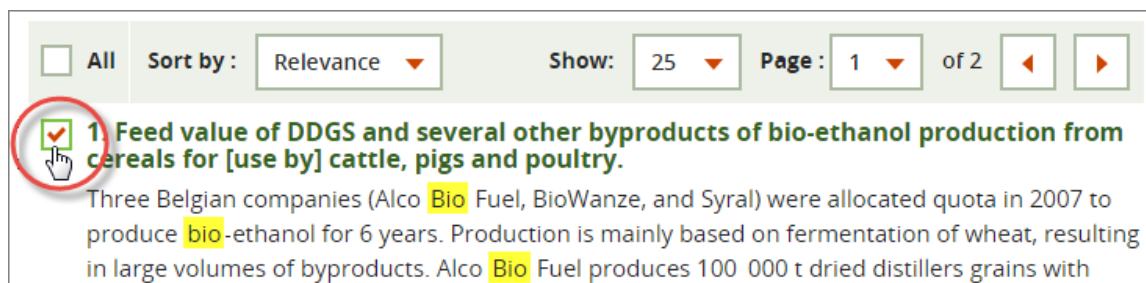 All Sort by : Relevance Show: 25 Page : 1 of 2
1. Feed value of DDGS and several other byproducts of bio-ethanol production from
cereals for [use by] cattle, pigs and poultry.
Three Belgian companies (Alco Bio Fuel, BioWanze, and Syral) were allocated quota in 2007 to
produce bio-ethanol for 6 years. Production is mainly based on fermentation of wheat, resulting
in large volumes of byproducts. Alco Bio Fuel produces 100 000 t dried distillers grains with